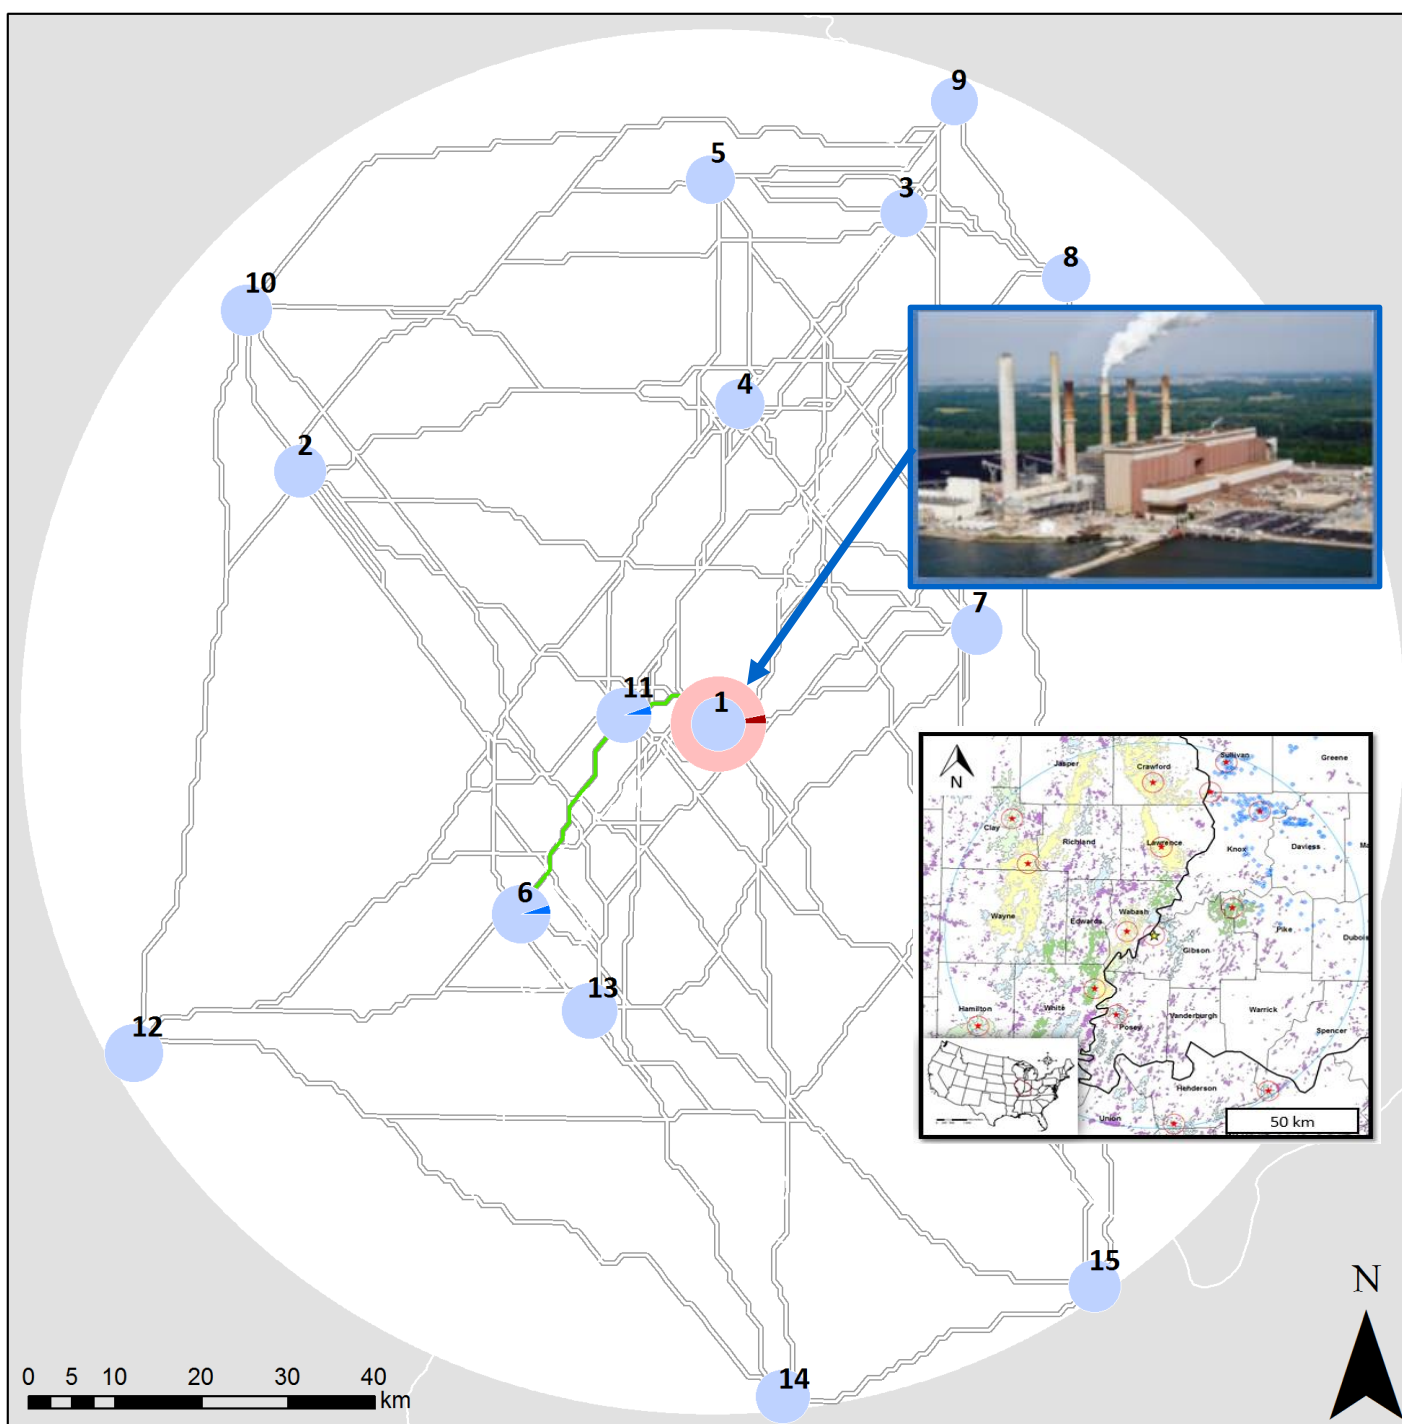 9
5
3
8
10
4
2
7
11
1
6
13
12
15
14
N
Jasper
Crawford
Sullivan
Greene
Clay
Richland
Lawrence
Knox
Daviess
Wayne
Edwards
Wabash
Gibson
Pike
Dubois
Hamilton
White
Posey
Vanderburgh
Warrick
Spencer
Henderson
Union
50 km
N
0 5 10 20 30 40
km